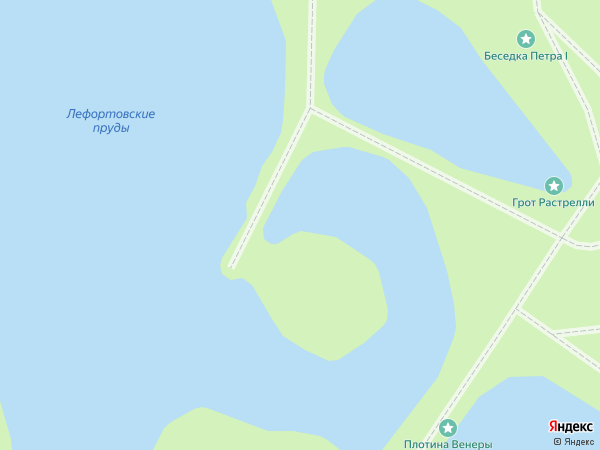 Беседка Петра I
Лефортовские
пруды
Грот Растрелли
Плотина Венеры
Яндекс
© Яндекс